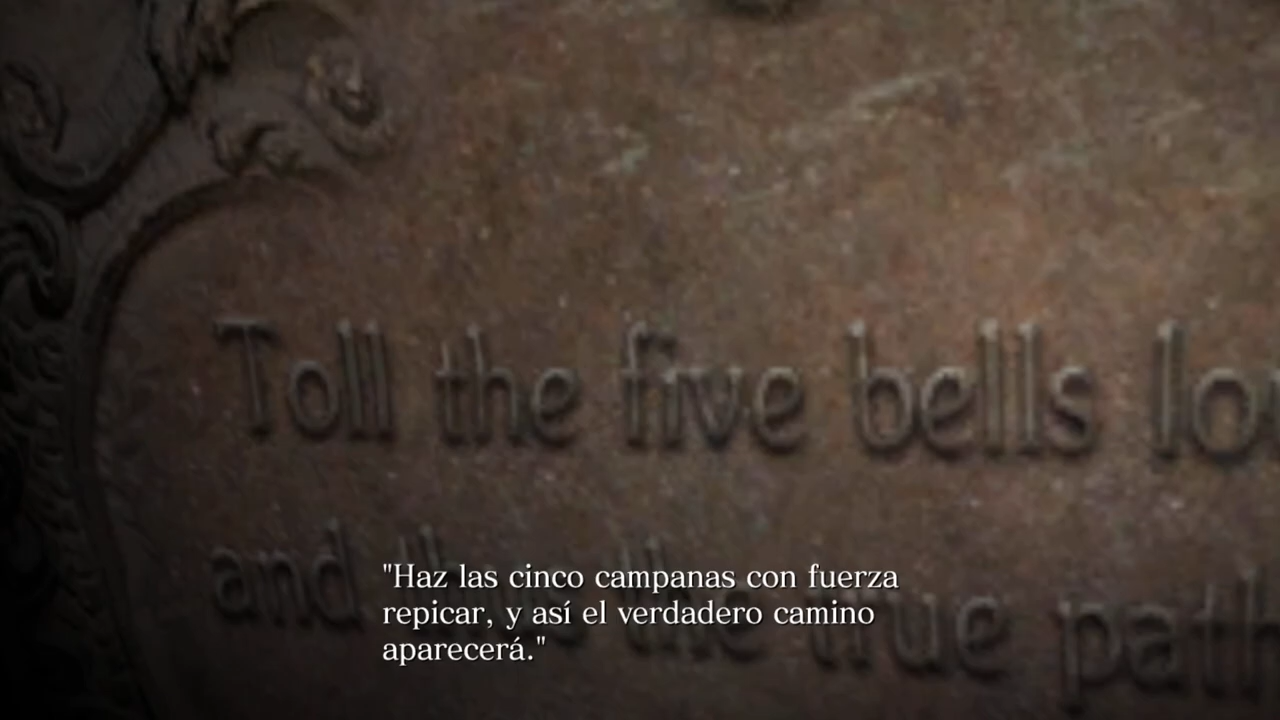 Toll the five bells
and the true path
"Haz las cinco campanas con fuerza
repicar, y así el verdadero camino
aparecerá."